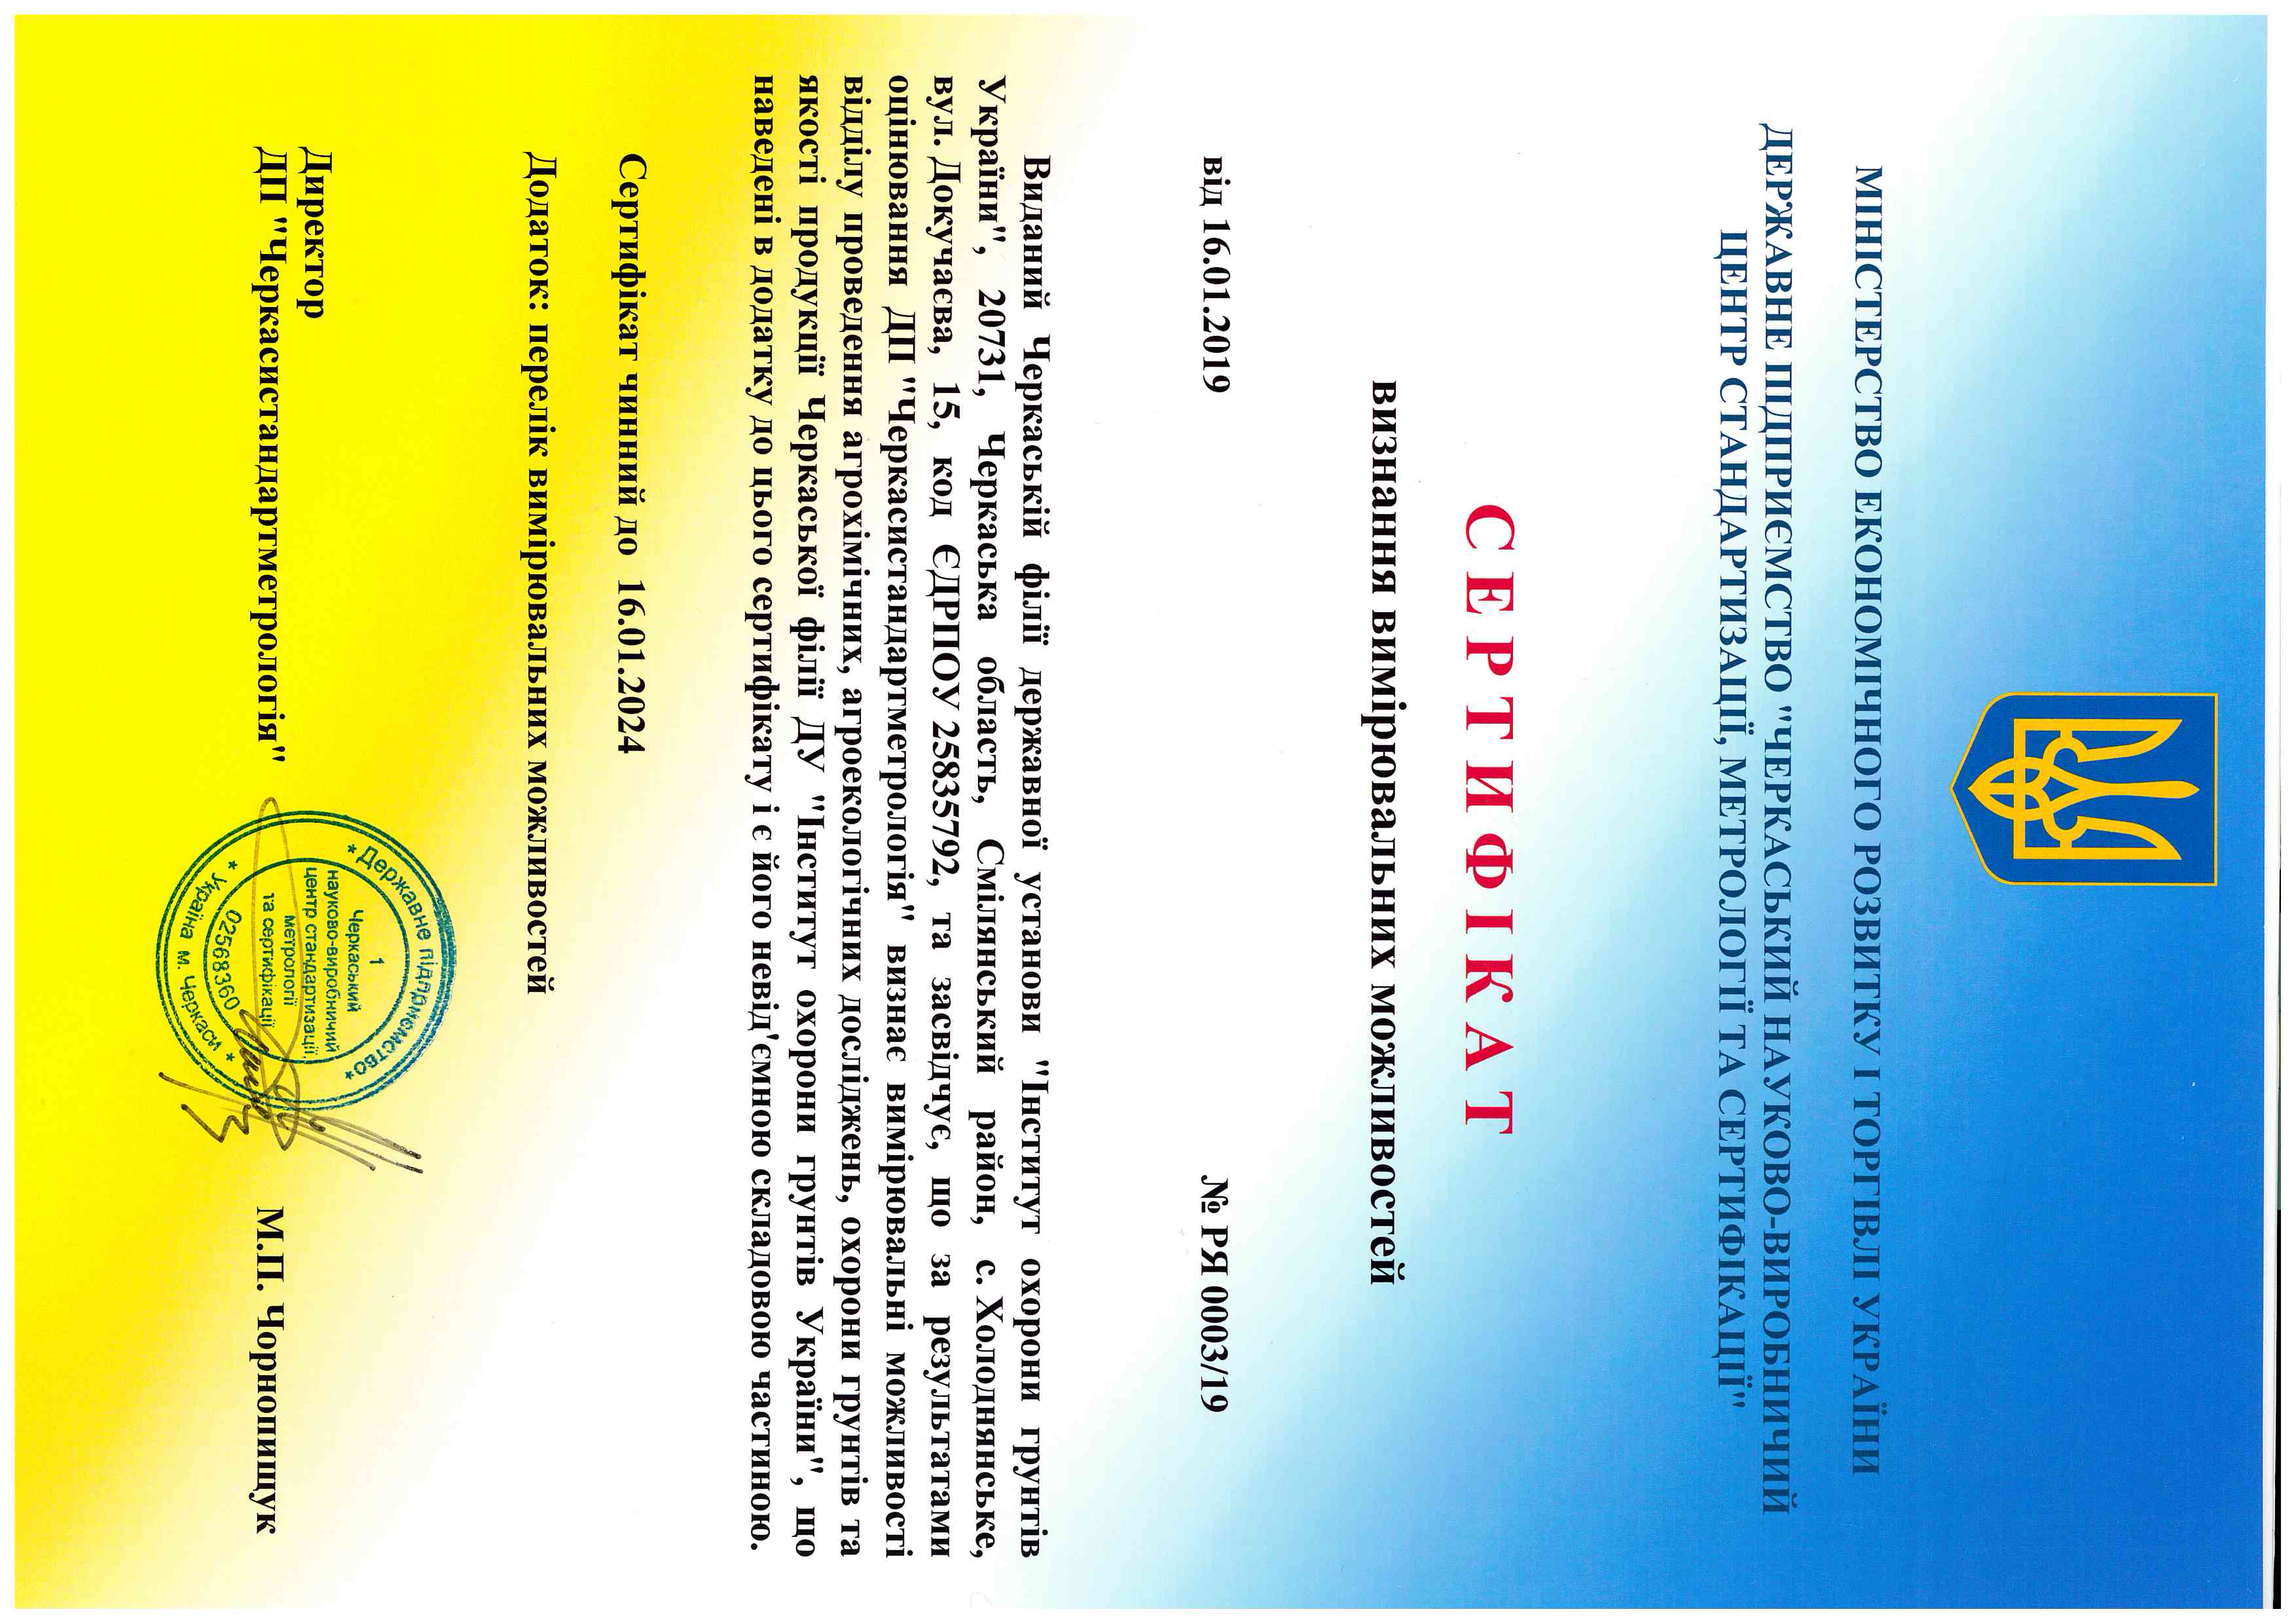 МІНІСТЕРСТВО ЕКОНОМІЧНОГО РОЗВИТКУ І ТОРГІВЛІ УКРАЇНИ
ДЕРЖАВНЕ ПІДПРИЄМСТВО "ЧЕРКАСЬКИЙ НАУКОВО-ВИРОБНИЧИЙ
ЦЕНТР СТАНДАРТИЗАЦІЇ, МЕТРОЛОГІЇ ТА СЕРТИФІКАЦІЇ"
СЕРТИФІКАТ
визнання вимірювальних можливостей
від 16.01.2019 № РЯ 0003/19
Виданий Черкаській філії державної установи "Інститут охорони грунтів
України", 20731, Черкаська область, Смілянський район, с. Холоднянське,
вул. Докучаєва, 15, код ЄДРПОУ 25835792, та засвідчує, що за результатами
оцінювання ДП "Черкасистандартметрологія" визнає вимірювальні можливості
відділу проведення агрохімічних, агроекологічних досліджень, охорони грунтів та
якості продукції Черкаської філії ДУ "Інститут охорони грунтів України", що
наведені в додатку до цього сертифікату і є його невід'ємною складовою частиною.
Сертифікат чинний до 16.01.2024
Додаток: перелік вимірювальних можливостей
Директор
ДП "Черкасистандартметрологія"
М.П. Чорнопищук
* Державне підприємство *
1
Черкаський
науково-виробничий
центр стандартизації,
метрології
та сертифікації
02568360
* Україна м. Черкаси *